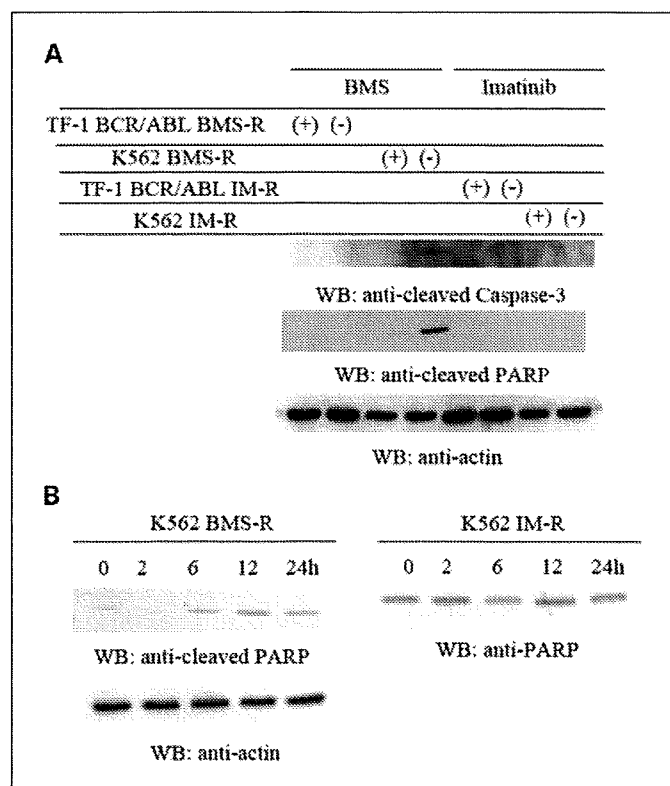 A
BMS Imatinib
TF-1 BCR/ABL BMS-R (+) (-)
K562 BMS-R (+) (-)
TF-1 BCR/ABL IM-R (+) (-)
K562 IM-R (+) (-)
WB: anti-cleaved Caspase-3
WB: anti-cleaved PARP
WB: anti-actin
B
K562 BMS-R
0 2 6 12 24h
WB: anti-cleaved PARP
WB: anti-actin
K562 IM-R
0 2 6 12 24h
WB: anti-PARP